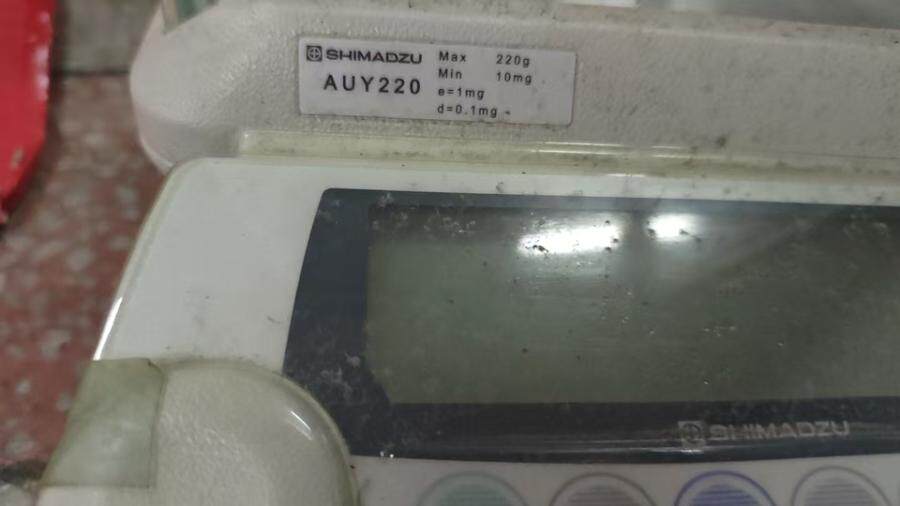 SHIMADZU
AUY220
Max 220g
Min 10mg
e=1mg
d=0.1mg
SHIMADZU